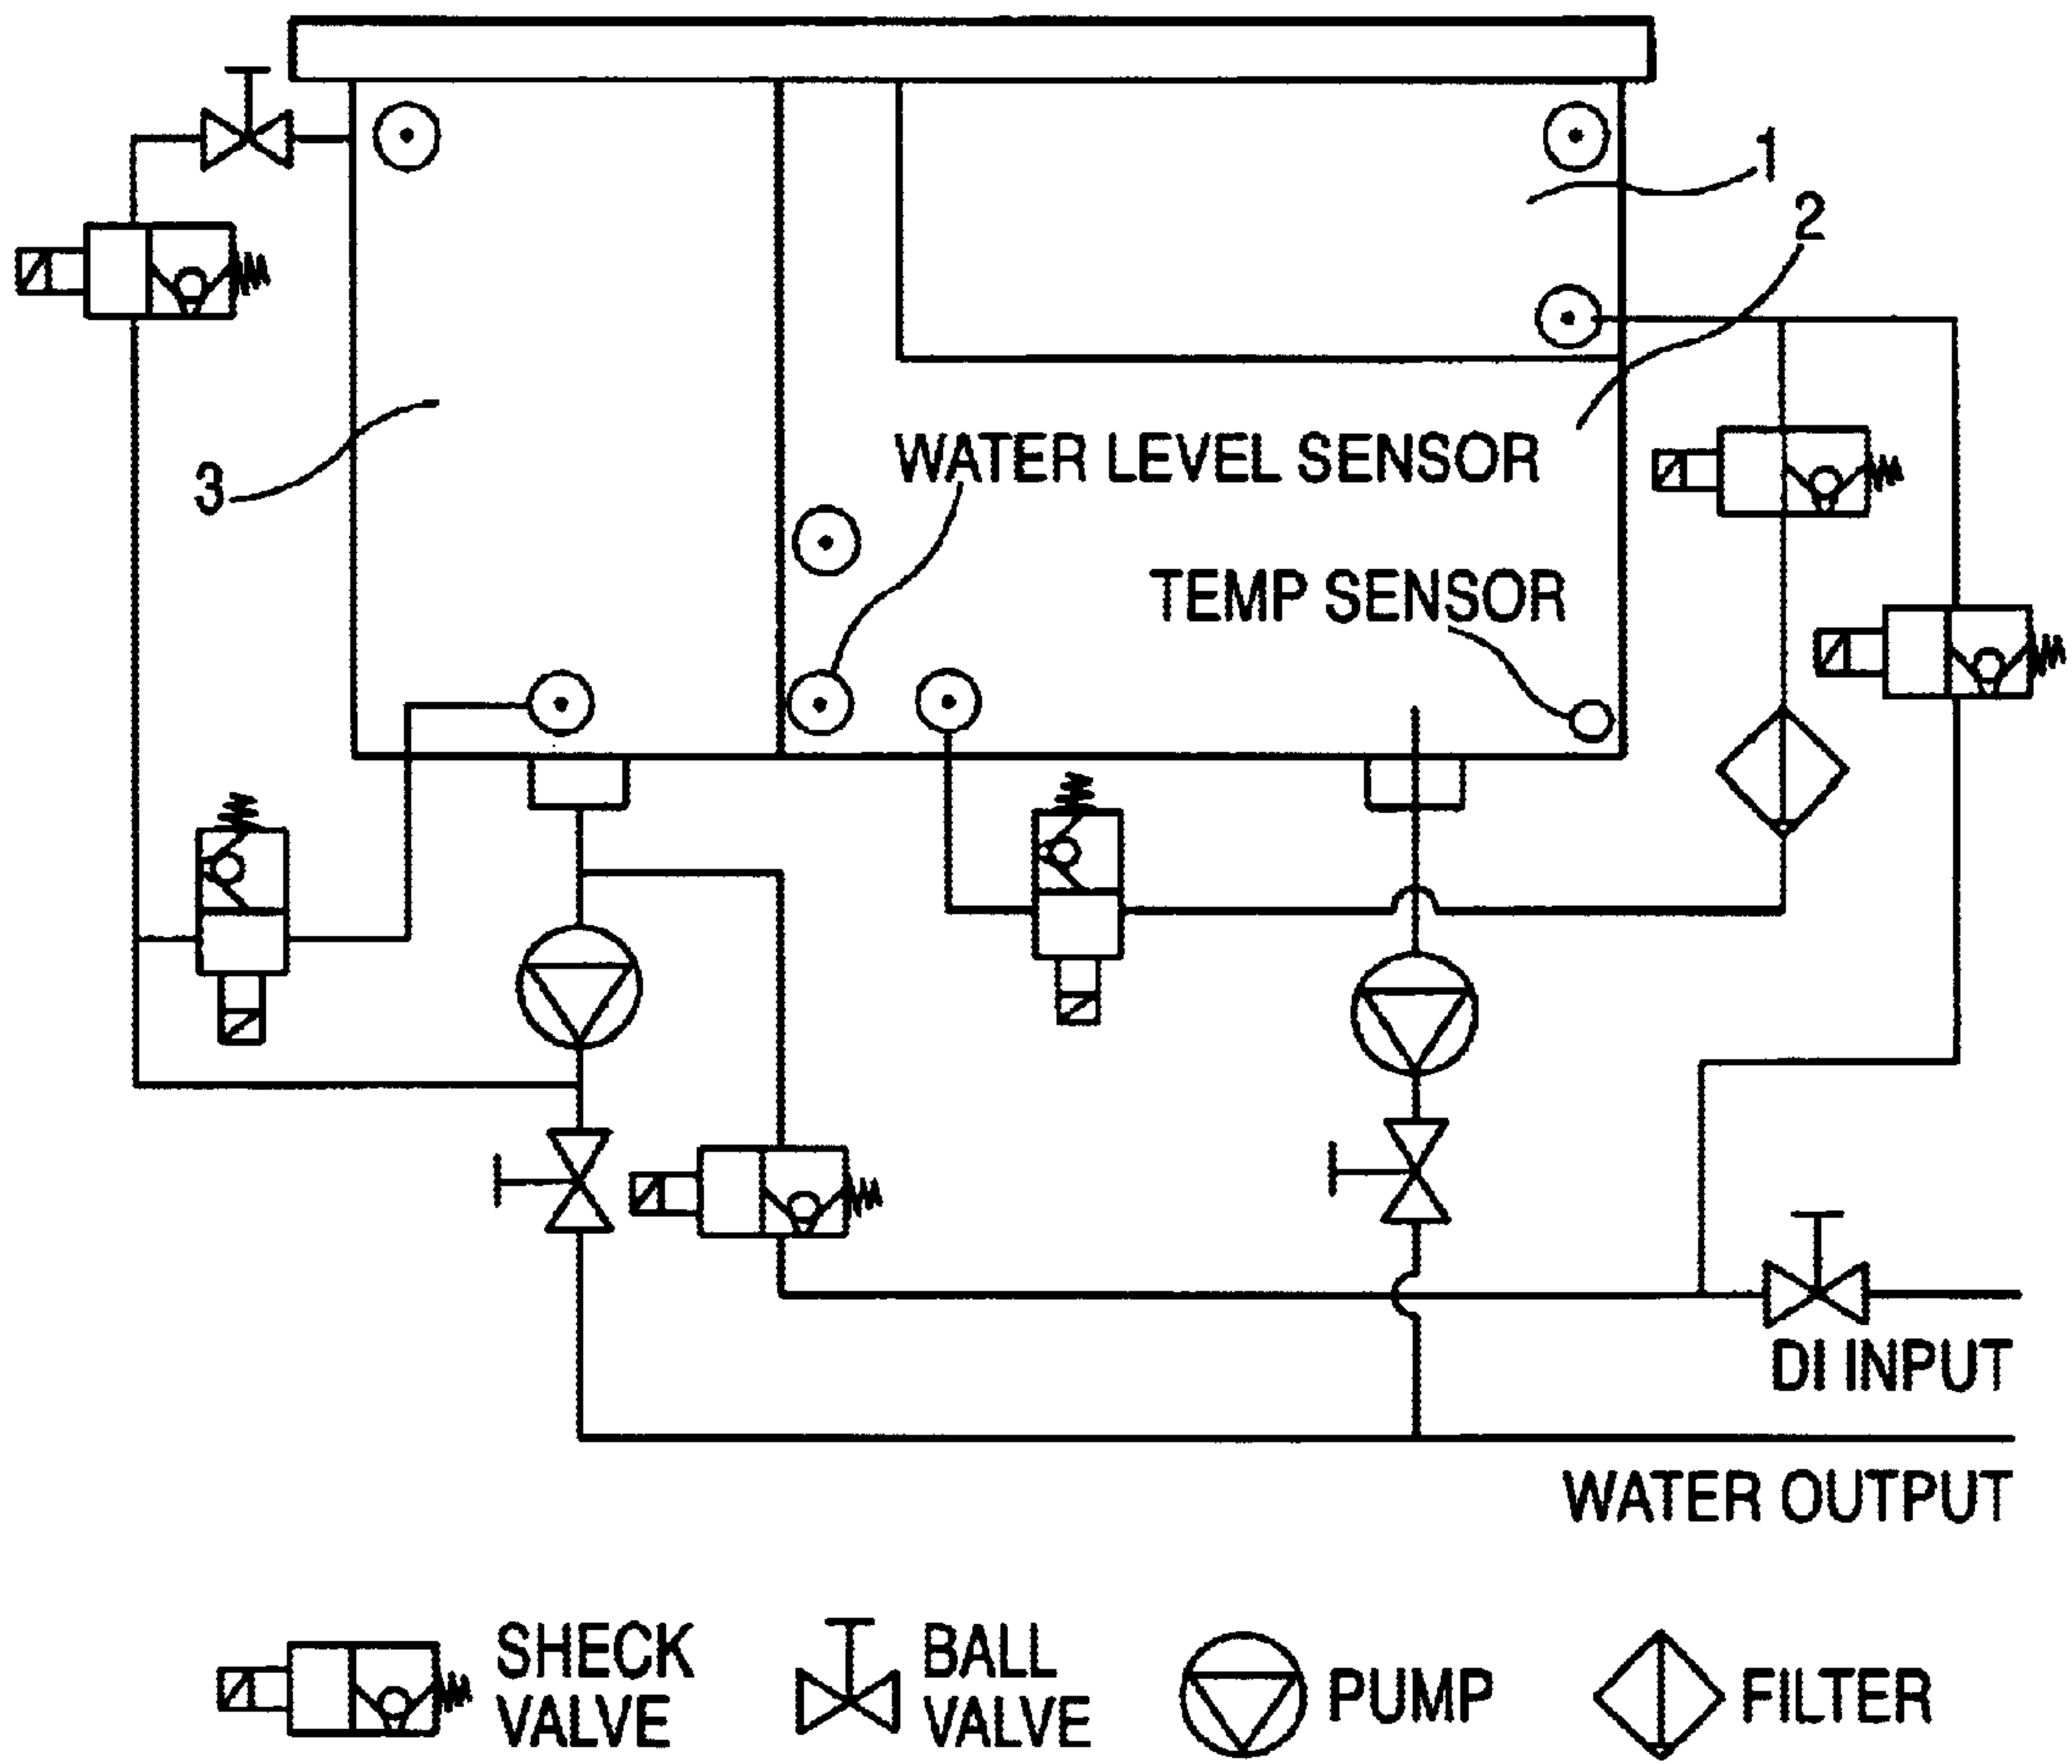 1
2
3
WATER LEVEL SENSOR
TEMP SENSOR
DI INPUT
WATER OUTPUT
SHECK
VALVE
BALL
VALVE
PUMP
FILTER